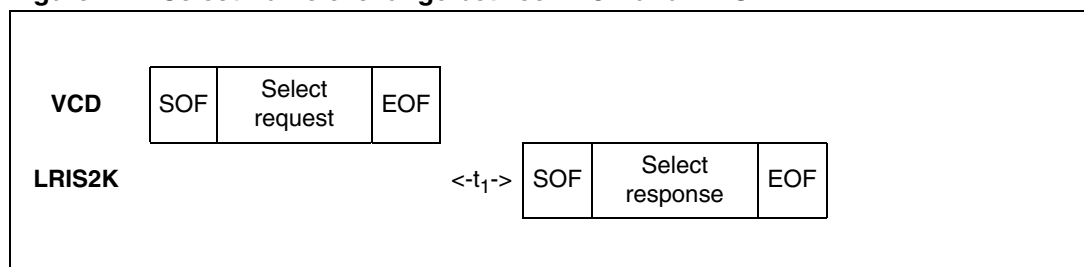 VCD SOF Select request EOF
LRIS2K <-t1-> SOF Select response EOF